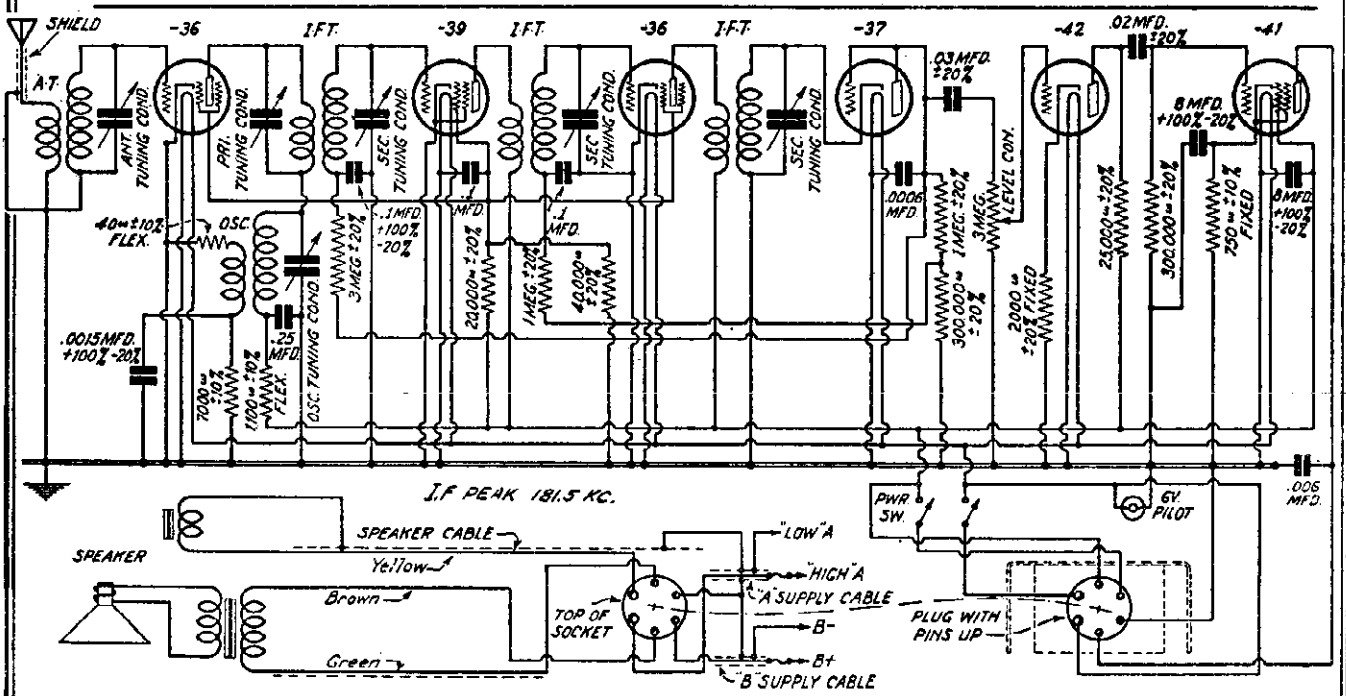 SHIELD
A.T.
-36
I.F.T.
-39
I.F.T.
-36
I.F.T.
-37
-42
.02 MFD.
±20%
-41
ANT.
TUNING COND.
PRI.
TUNING COND.
SEC.
TUNING COND.
SEC.
TUNING COND.
SEC.
TUNING COND.
.03 MFD.
±20%
8 MFD.
+100% -20%
.1 MFD.
+100%
-20%
.1
MFD.
.1
MFD.
.0006
MFD.
1 MEG. ±20%
3 MEG.
LEVEL CON.
25,000ω ±20%
300,000ω ±20%
750ω ±10%
FIXED
8 MFD.
+100%
-20%
40ω ±10%
FLEX.
OSC.
3 MEG ±20%
20,000ω ±20%
1 MEG ±20%
40,000ω
±20%
300,000ω
±20%
2000ω
±20% FIXED
.0015 MFD.
+100% -20%
7000ω
±10%
1,100ω ±10%
FLEX.
.25
MFD.
OSC. TUNING COND.
I.F PEAK 181.5 KC.
PWR.
SW.
6V.
PILOT
.006
MFD.
SPEAKER
SPEAKER CABLE
Yellow
Brown
Green
TOP OF
SOCKET
"LOW" A
"HIGH" A
"A" SUPPLY CABLE
B-
B+
"B" SUPPLY CABLE
PLUG WITH
PINS UP